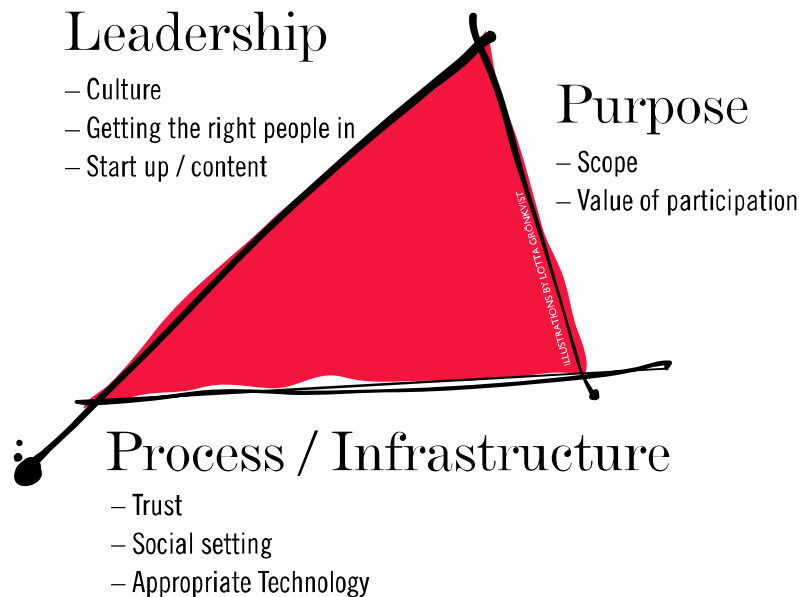 Leadership
– Culture
– Getting the right people in
– Start up / content
Purpose
– Scope
– Value of participation
ILLUSTRATIONS BY LOTTA GRÖNKVIST
Process / Infrastructure
– Trust
– Social setting
– Appropriate Technology